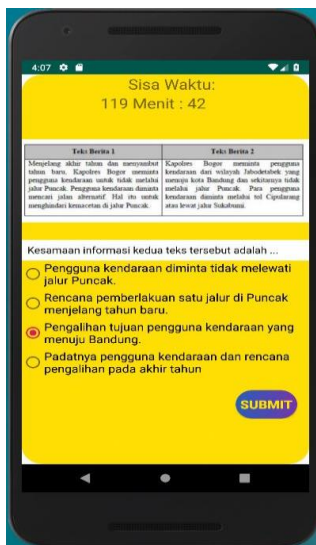 4:07
Sisa Waktu:
119 Menit : 42
Teks Berita 1
Menjelang akhir tahun dan menyambut
tahun baru, Kapolres Bogor meminta
pengguna kendaraan untuk tidak melalui
jalur Puncak. Pengguna kendaraan diminta
mencari jalan alternatif. Hal itu untuk
menghindari kemacetan di jalur Puncak.
Teks Berita 2
Kapolres Bogor meminta pengguna
kendaraan dari wilayah Jabodetabek yang
menuju kota Bandung dan sekitarnya tidak
melalui jalur Puncak. Para pengguna
kendaraan diminta melalui tol Cipularang
atau lewat jalur Sukabumi.
Kesamaan informasi kedua teks tersebut adalah ...
Pengguna kendaraan diminta tidak melewati
jalur Puncak.
Rencana pemberlakuan satu jalur di Puncak
menjelang tahun baru.
Pengalihan tujuan pengguna kendaraan yang
menuju Bandung.
Padatnya pengguna kendaraan dan rencana
pengalihan pada akhir tahun
SUBMIT